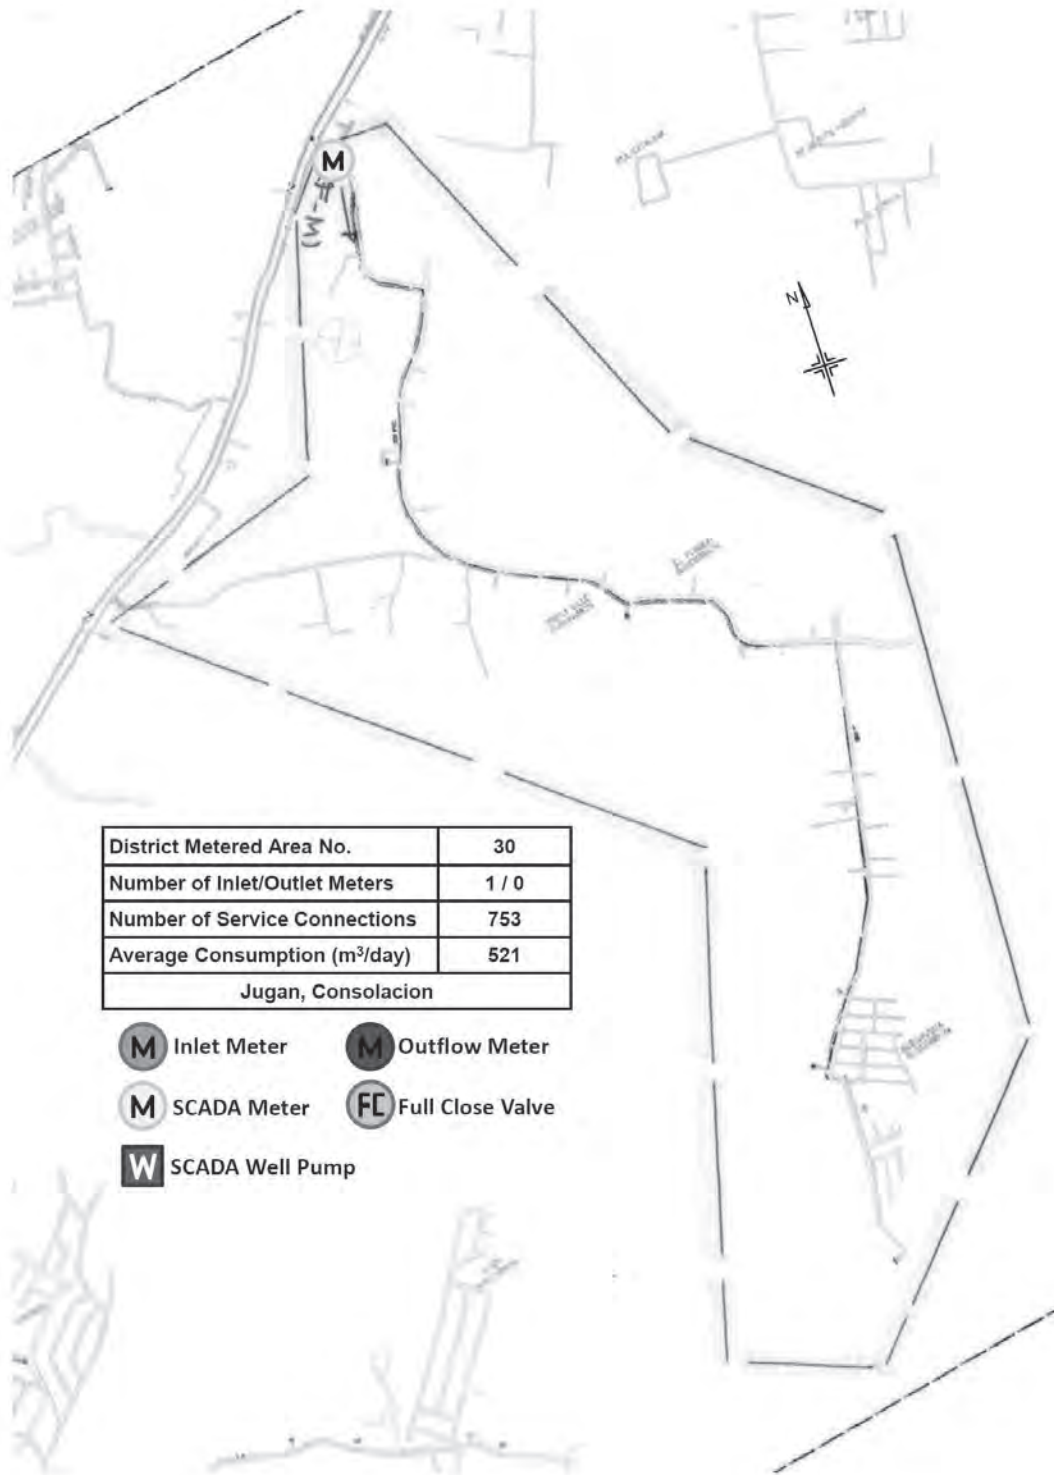 M
F-M)
N
District Metered Area No. 30
Number of Inlet/Outlet Meters 1 / 0
Number of Service Connections 753
Average Consumption (m³/day) 521
Jugan, Consolacion
M Inlet Meter
M Outflow Meter
M SCADA Meter
FC Full Close Valve
W SCADA Well Pump